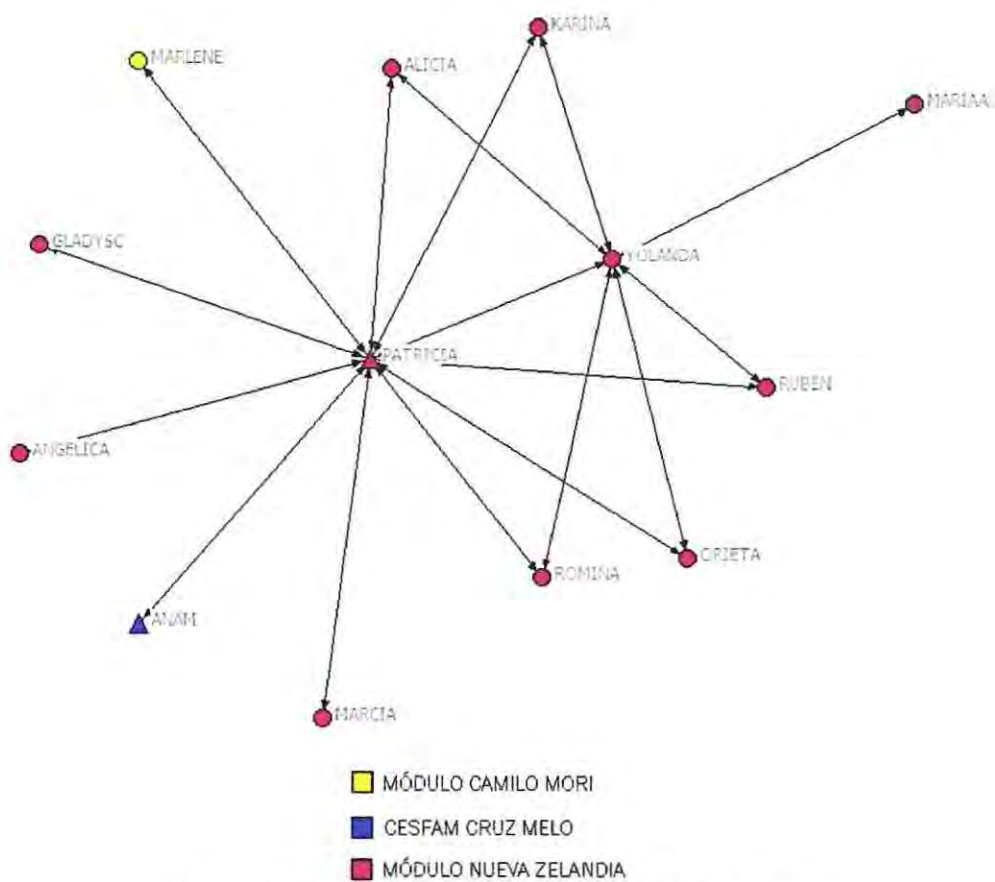 KARINA
MARLENE
ALICIA
MARIAA
GLADYSC
YOLANDA
PATRICIA
RUBEN
ANGELICA
ORIETA
ROMINA
ANAM
MARCIA
MÓDULO CAMILO MORI
CESFAM CRUZ MELO
MÓDULO NUEVA ZELANDIA